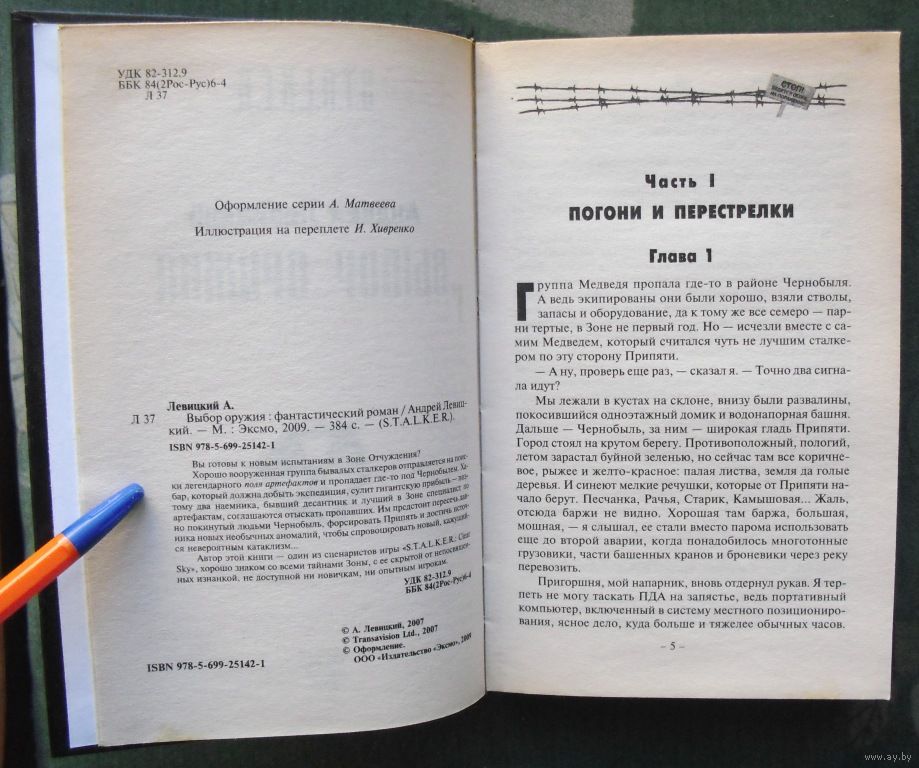 УДК 82-312.9
ББК 84(2Рос-Рус)6-4
Л 37
Оформление серии А. Матвеева
Иллюстрация на переплете И. Хивренко
Левицкий А.
Л 37 Выбор оружия : фантастический роман / Андрей Левиц-
кий. — М. : Эксмо, 2009. — 384 с. — (S.T.A.L.K.E.R.).
ISBN 978-5-699-25142-1
Вы готовы к новым испытаниям в Зоне Отчуждения?
Хорошо вооруженная группа бывалых сталкеров отправляется на пои-
ки легендарного поля артефактов и пропадает где-то под Чернобылем. Ха-
бар, который должна добыть экспедиция, сулит гигантскую прибыль — поэ-
тому два наемника, бывший десантник и лучший в Зоне специалист по
артефактам, соглашаются отыскать пропавших. Им предстоит пересечь дав-
но покинутый людьми Чернобыль, форсировать Припять и достичь источ-
ника новых необычных аномалий, чтобы спровоцировать новый, кажущий-
ся невероятным катаклизм...
Автор этой книги — один из сценаристов игры «S.T.A.L.K.E.R.: Clear
Sky», хорошо знаком со всеми тайнами Зоны, с ее скрытой от непосвящен-
ных изнанкой, не доступной ни новичкам, ни опытным игрокам.
УДК 82-312.9
ББК 84(2Рос-Рус)6-4
© А. Левицкий, 2007
© Transavision Ltd., 2007
© Оформление.
ООО «Издательство «Эксмо», 2009
ISBN 978-5-699-25142-1
СТОП!
Часть I
ПОГОНИ И ПЕРЕСТРЕЛКИ
Глава 1
Группа Медведя пропала где-то в районе Чернобыля.
А ведь экипированы они были хорошо, взяли стволы,
запасы и оборудование, да к тому же все семеро — пар-
ни тертые, в Зоне не первый год. Но — исчезли вместе с са-
мим Медведем, который считался чуть не лучшим сталке-
ром по эту сторону Припяти.
— А ну, проверь еще раз, — сказал я. — Точно два сигна-
ла идут?
Мы лежали в кустах на склоне, внизу были развалины,
покосившийся одноэтажный домик и водонапорная башня.
Дальше — Чернобыль, за ним — широкая гладь Припяти.
Город стоял на крутом берегу. Противоположный, пологий,
летом зарастал буйной зеленью, но сейчас там все коричне-
вое, рыжее и желто-красное: палая листва, земля да голые
деревья. И синеют мелкие речушки, которые от Припяти на-
чало берут. Песчанка, Рачья, Старик, Камышовая... Жаль,
отсюда баржи не видно. Хорошая там баржа, большая,
мощная, — я слышал, ее стали вместо парома использовать
еще до второй аварии, когда понадобилось многотонные
грузовики, части башенных кранов и броневики через реку
перевозить.
Пригоршня, мой напарник, вновь отдернул рукав. Я тер-
петь не могу таскать ПДА на запястье, ведь портативный
компьютер, включенный в систему местного позициониро-
вания, ясное дело, куда больше и тяжелее обычных часов.
– 5 –
www.ay.by